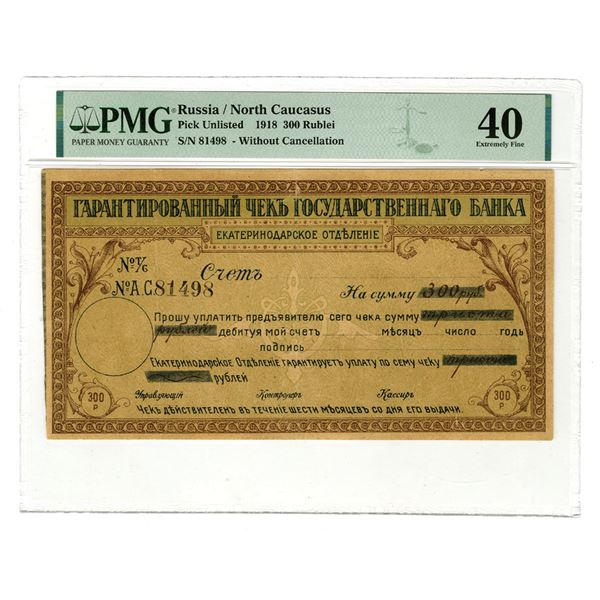 PMG
PAPER MONEY GUARANTY
Russia / North Caucasus
Pick Unlisted 1918 300 Rublei
S/N 81498 - Without Cancellation
40
Extremely Fine
ГАРАНТИРОВАННЫЙ ЧЕКЪ ГОСУДАРСТВЕННАГО БАНКА
ЕКАТЕРИНОДАРСКОЕ ОТДѢЛЕНІЕ
№ Т/б Счетъ
№ А.С81498 На сумму 300 руб.
Прошу уплатить предъявителю сего чека сумму триста
рублей дебитуя мой счетъ мѣсяцъ число годъ
подпись
Екатеринодарское Отдѣленіе гарантируетъ уплату по сему чеку триста
рублей
Управляющій Контролеръ Кассиръ
300 Р
Чекъ дѣйствителенъ въ теченіе шести мѣсяцевъ со дня его выдачи.
300 Р